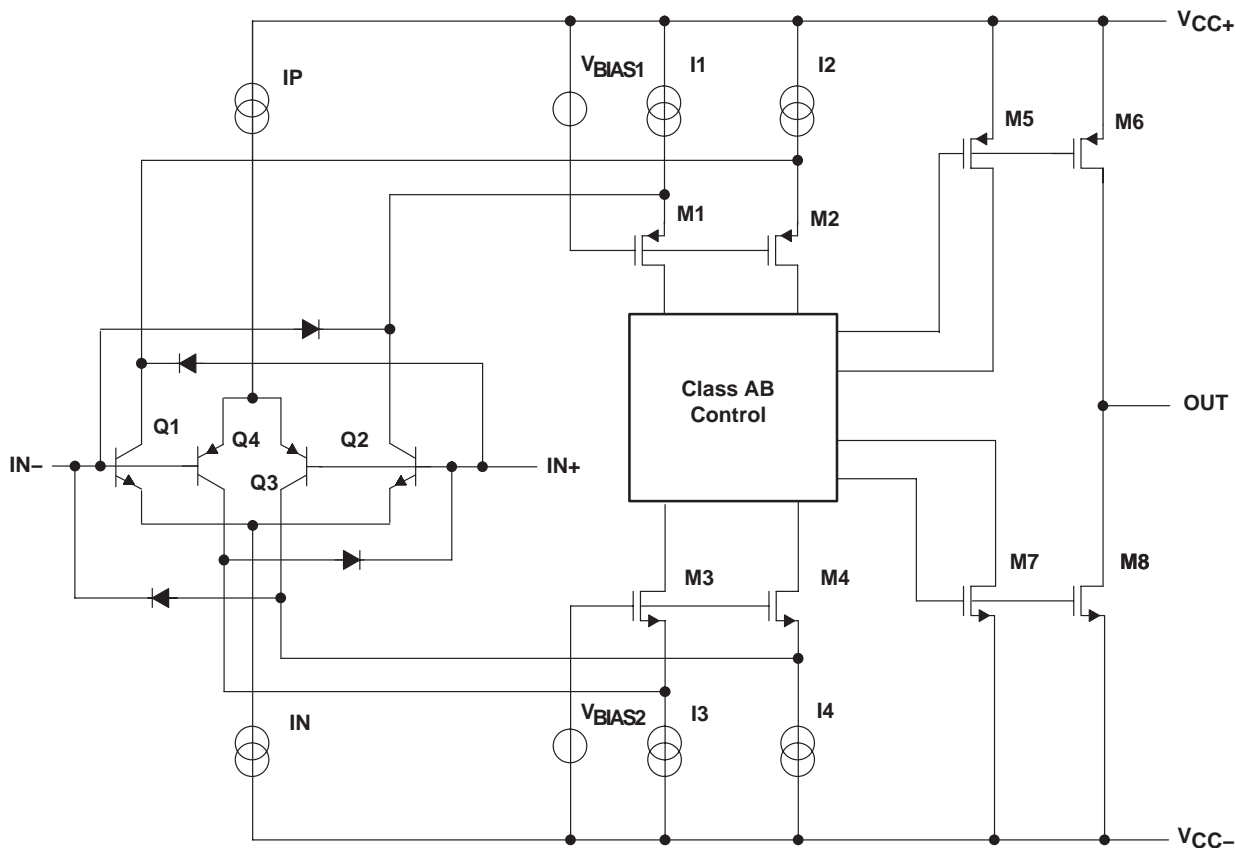 VCC+
VBIAS1
I1
I2
IP
M5
M6
M1
M2
Class AB
Control
OUT
Q1
Q4
Q2
IN−
Q3
IN+
M3
M4
M7
M8
IN
VBIAS2
I3
I4
VCC−